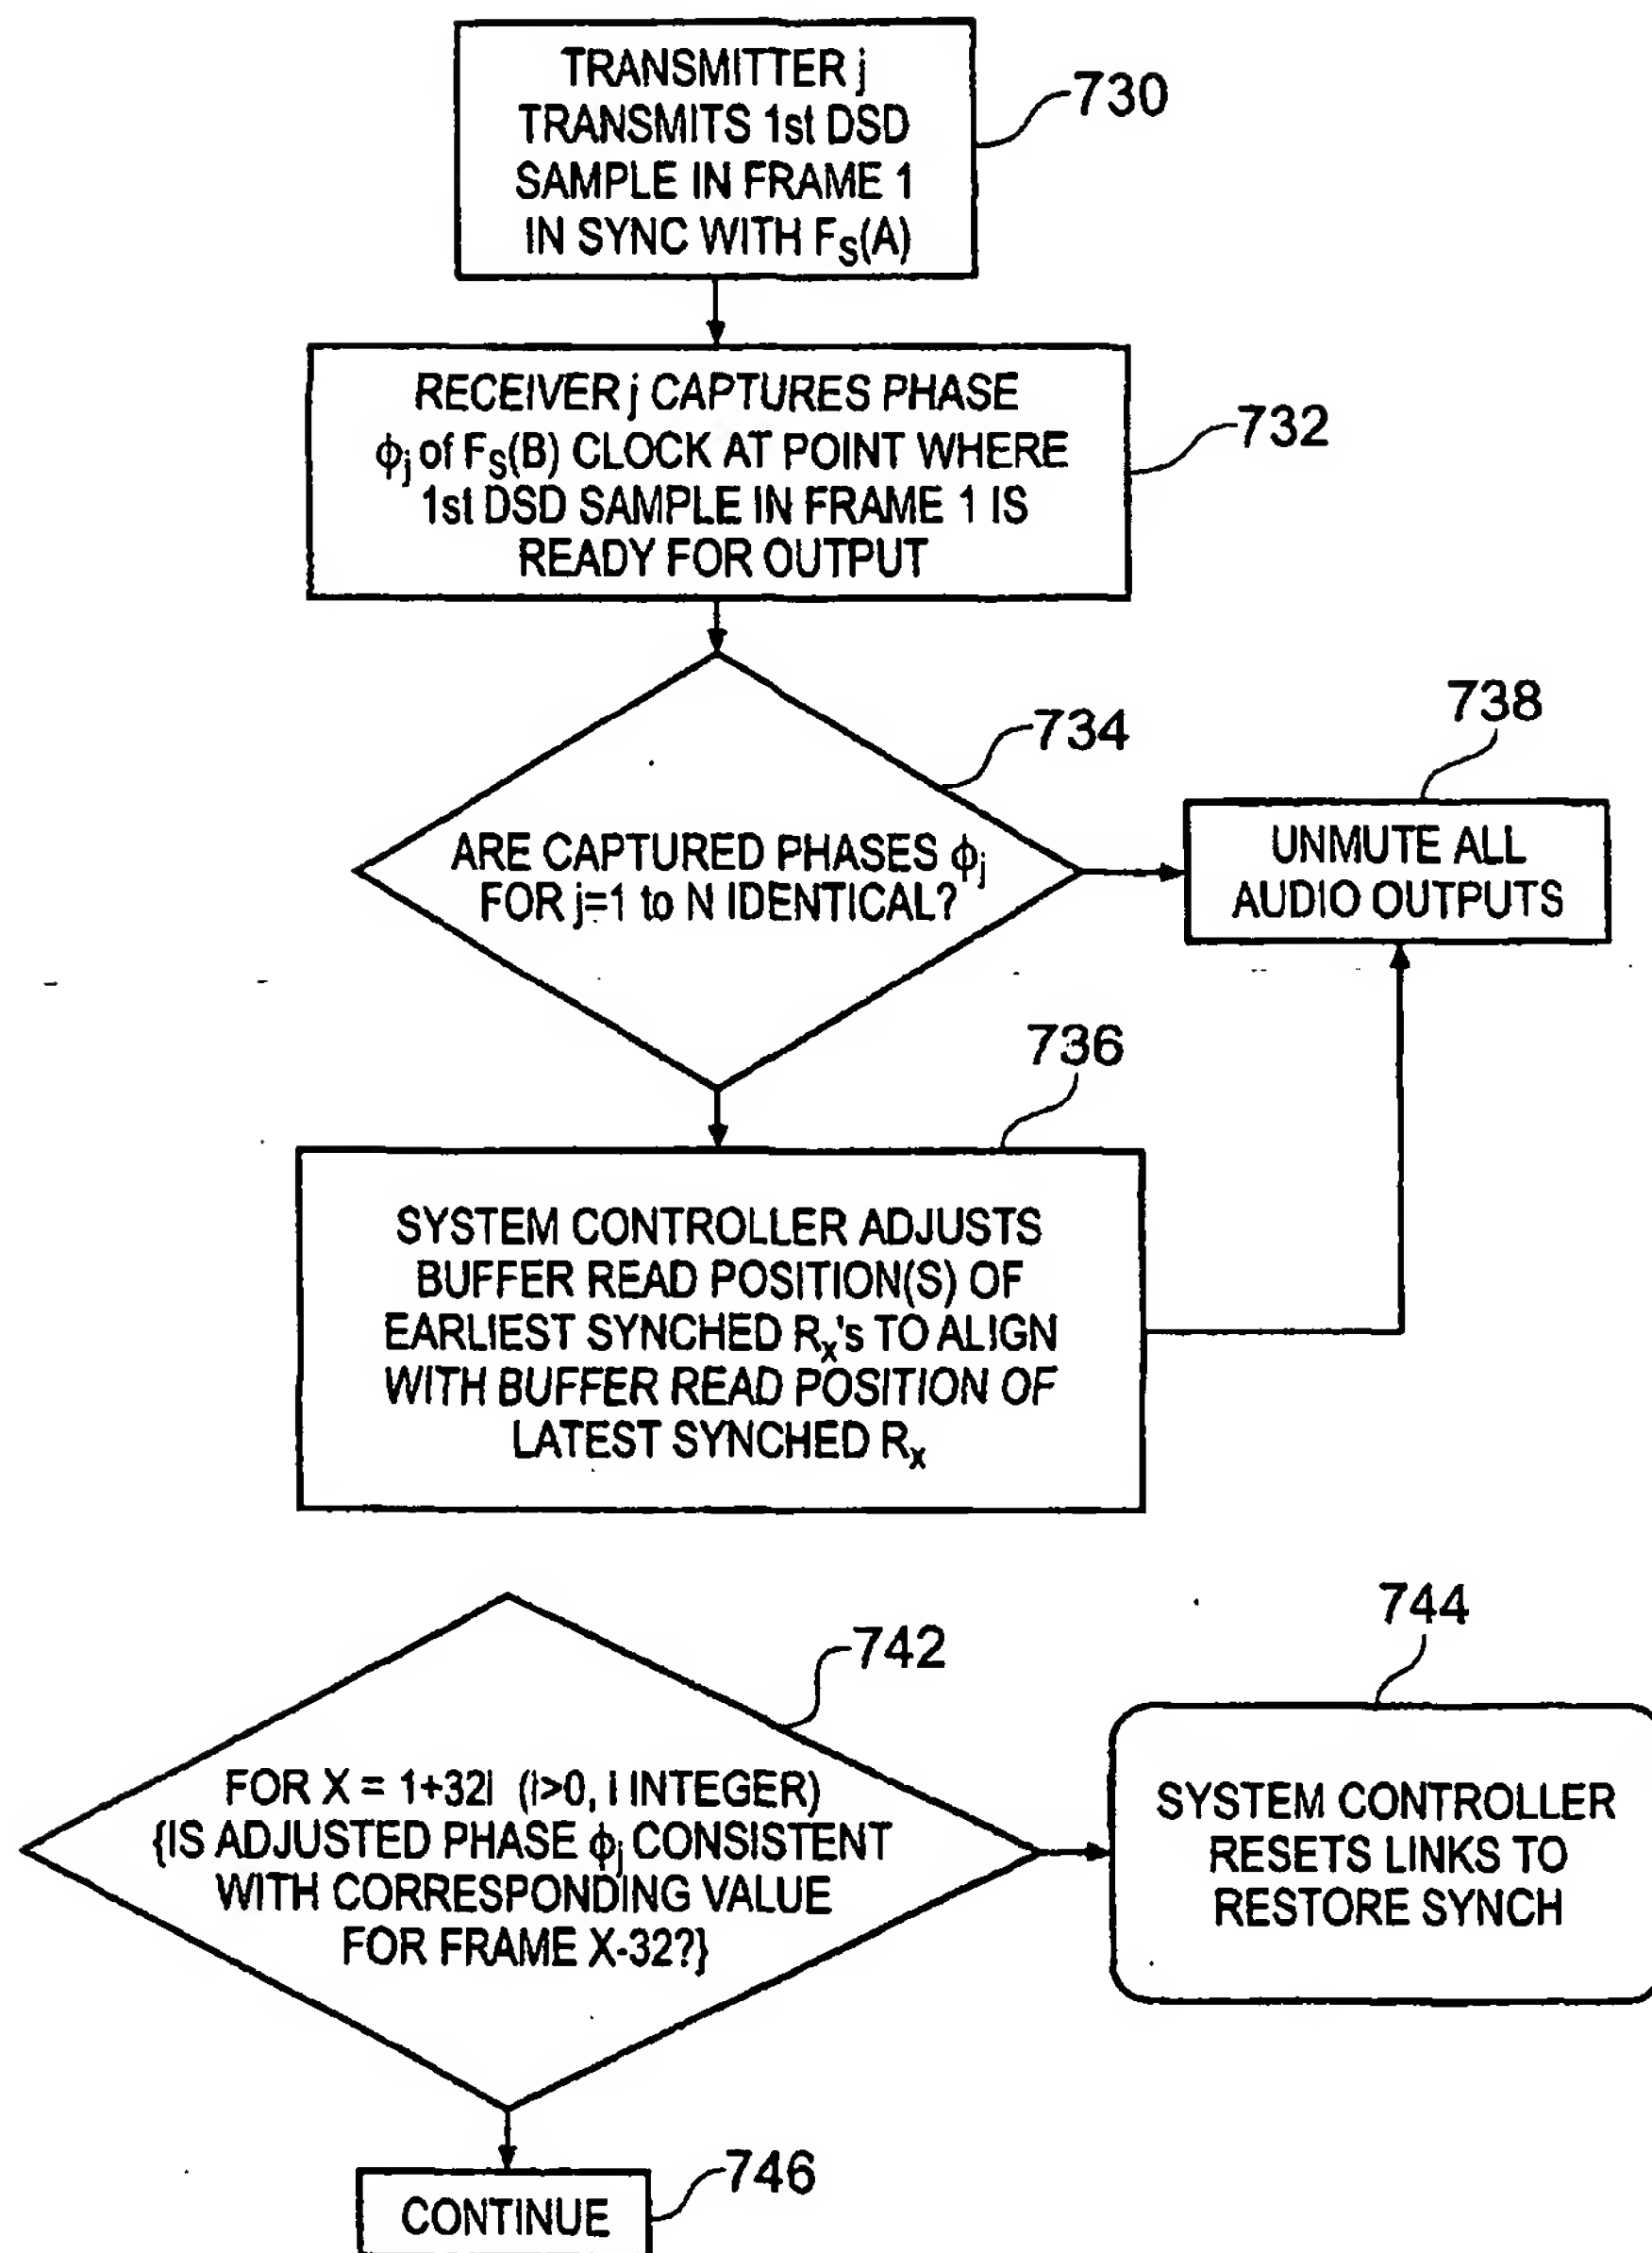 TRANSMITTER j
TRANSMITS 1st DSD
SAMPLE IN FRAME 1
IN SYNC WITH FS(A)
730
RECEIVER j CAPTURES PHASE
ϕj of FS(B) CLOCK AT POINT WHERE
1st DSD SAMPLE IN FRAME 1 IS
READY FOR OUTPUT
732
734
ARE CAPTURED PHASES ϕj
FOR j=1 to N IDENTICAL?
738
UNMUTE ALL
AUDIO OUTPUTS
736
SYSTEM CONTROLLER ADJUSTS
BUFFER READ POSITION(S) OF
EARLIEST SYNCHED Rx's TO ALIGN
WITH BUFFER READ POSITION OF
LATEST SYNCHED Rx
742
FOR X = 1+32I (I>0, I INTEGER)
{IS ADJUSTED PHASE ϕj CONSISTENT
WITH CORRESPONDING VALUE
FOR FRAME X-32?}
744
SYSTEM CONTROLLER
RESETS LINKS TO
RESTORE SYNCH
746
CONTINUE